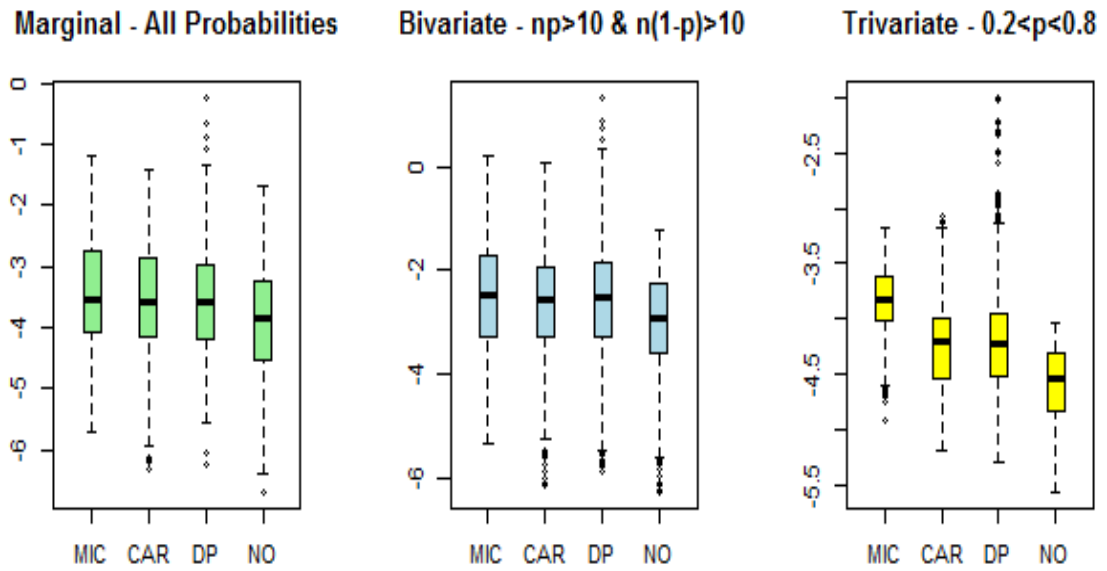 Marginal - All Probabilities
0
-1
-2
-3
-4
-5
-6
MIC CAR DP NO
Bivariate - np>10 & n(1-p)>10
0
-2
-4
-6
MIC CAR DP NO
Trivariate - 0.2<p<0.8
-2.5
-3.5
-4.5
-5.5
MIC CAR DP NO